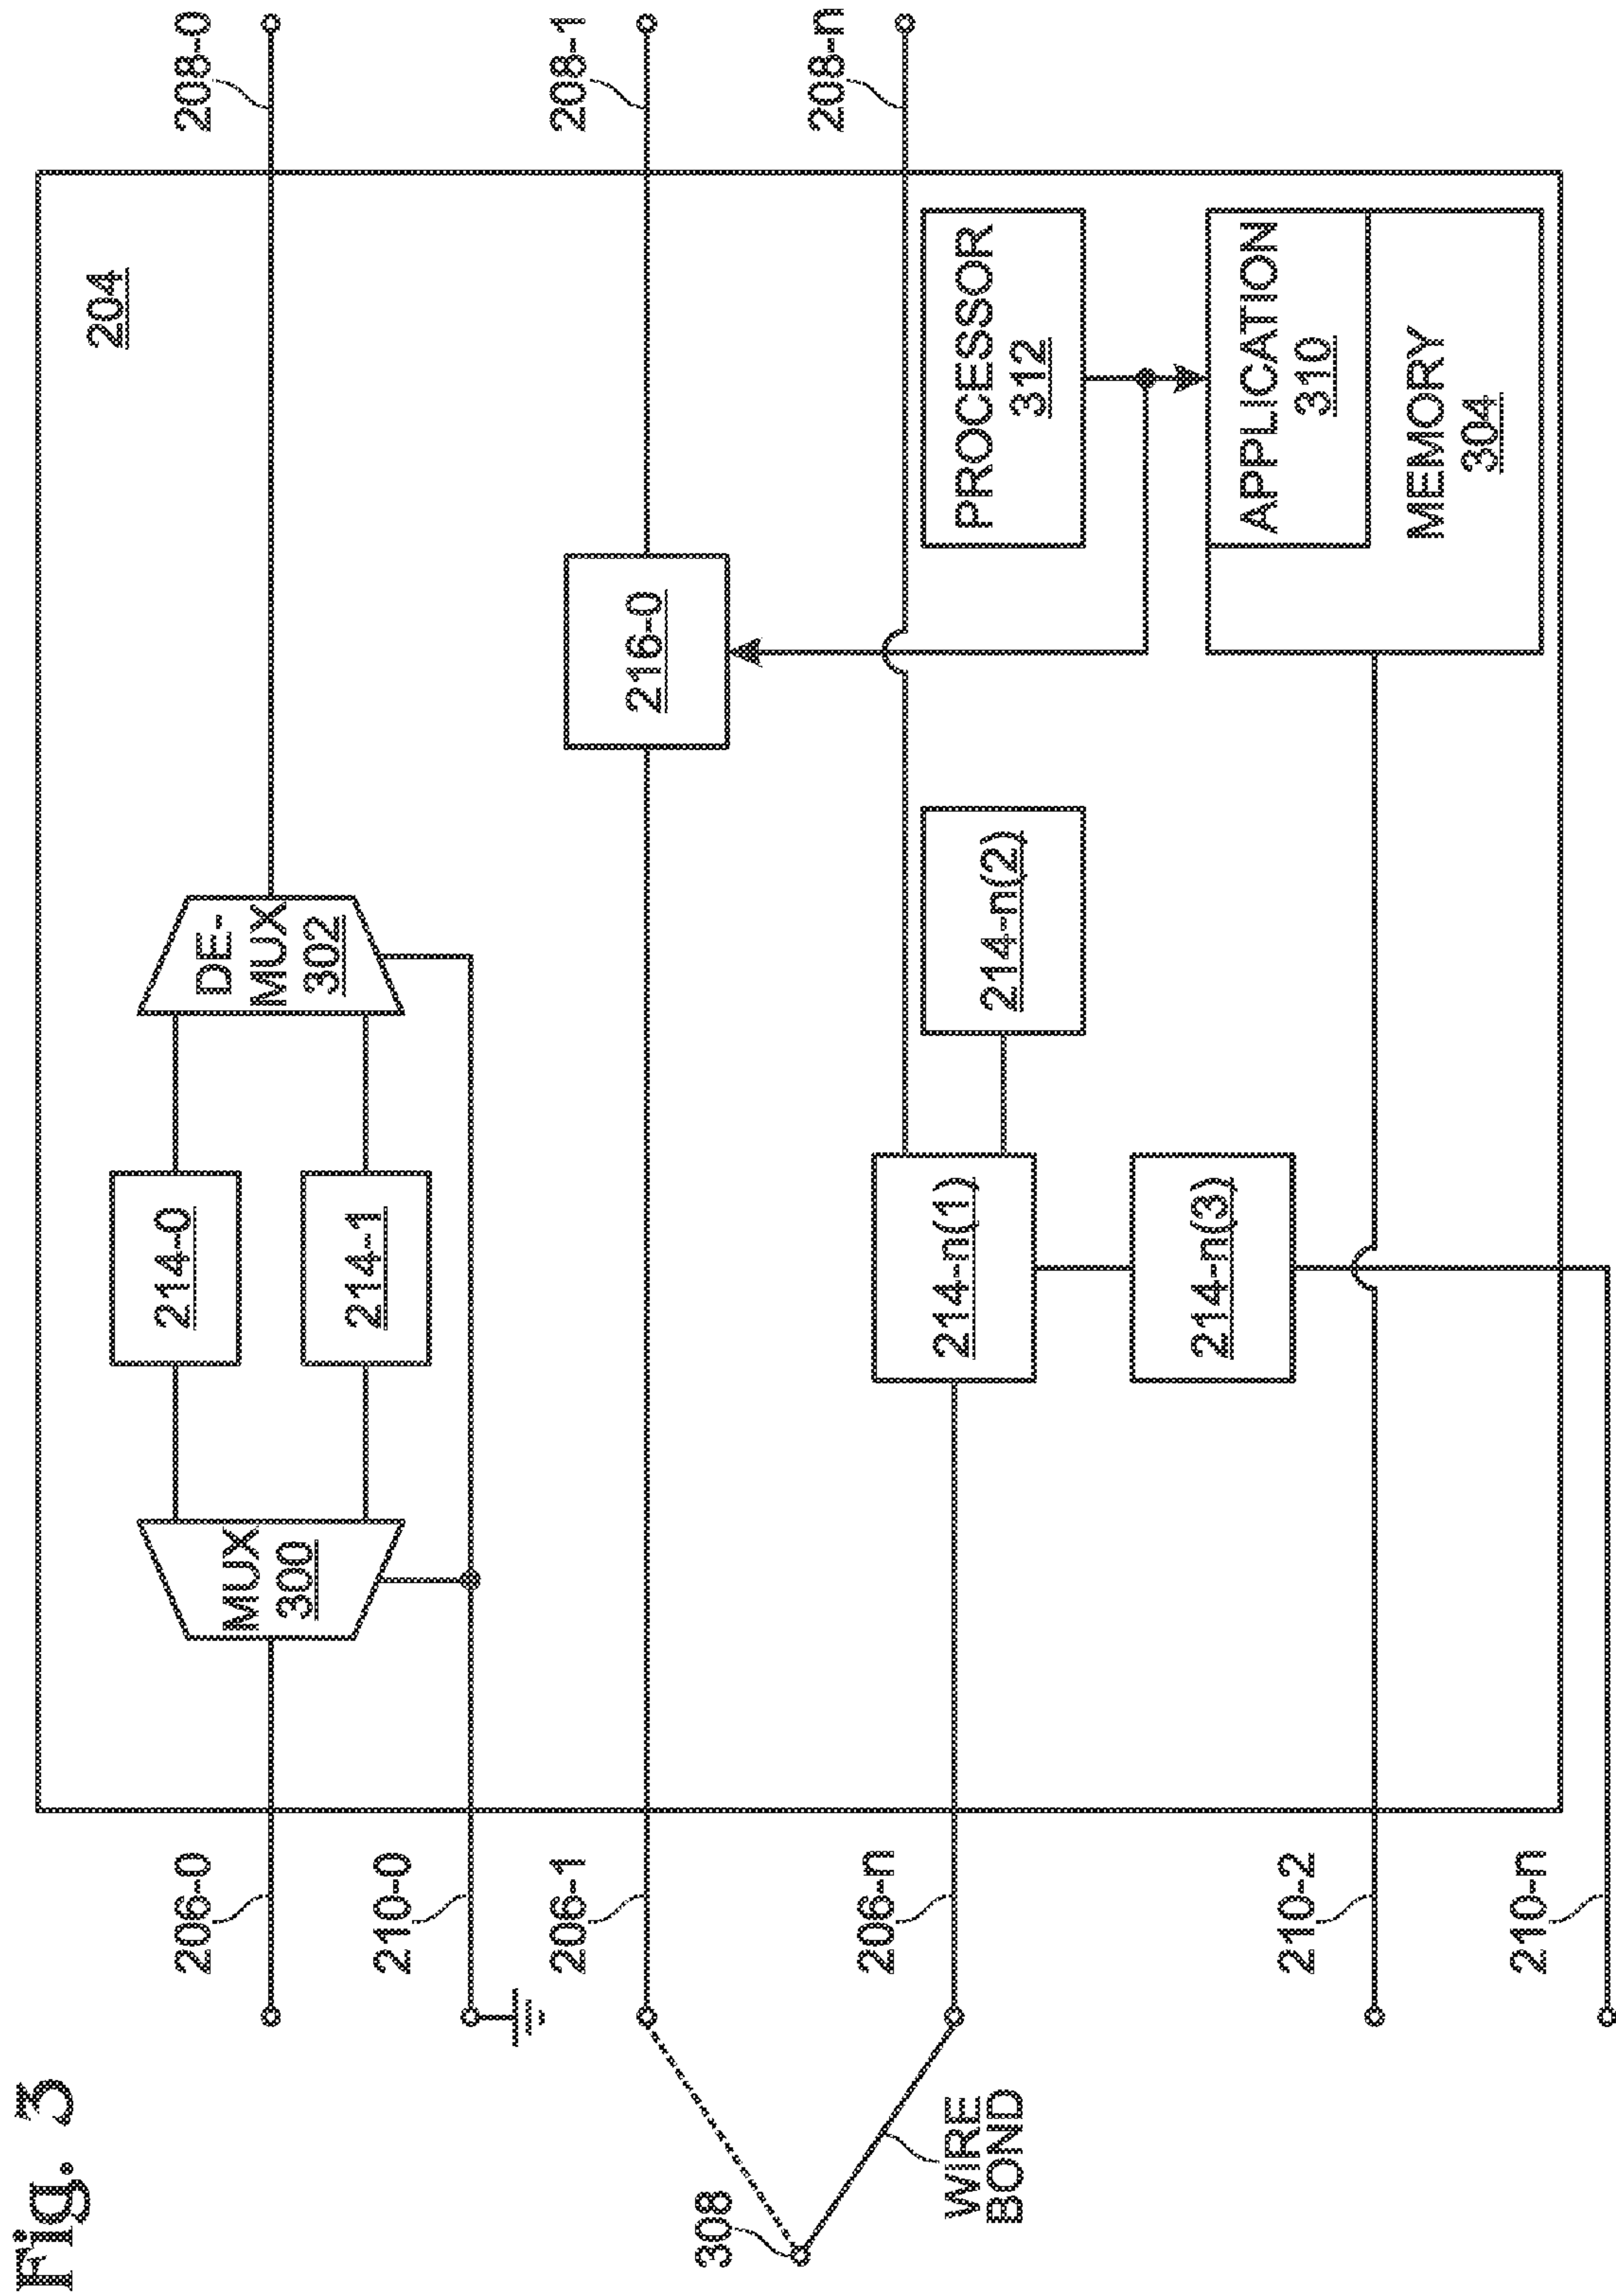 Fig. 3
204
206-0
MUX
300
214-0
214-1
DE-
MUX
302
208-0
210-0
206-1
216-0
208-1
308
WIRE
BOND
206-n
214-n(1)
214-n(2)
214-n(3)
208-n
PROCESSOR
312
APPLICATION
310
MEMORY
304
210-2
210-n